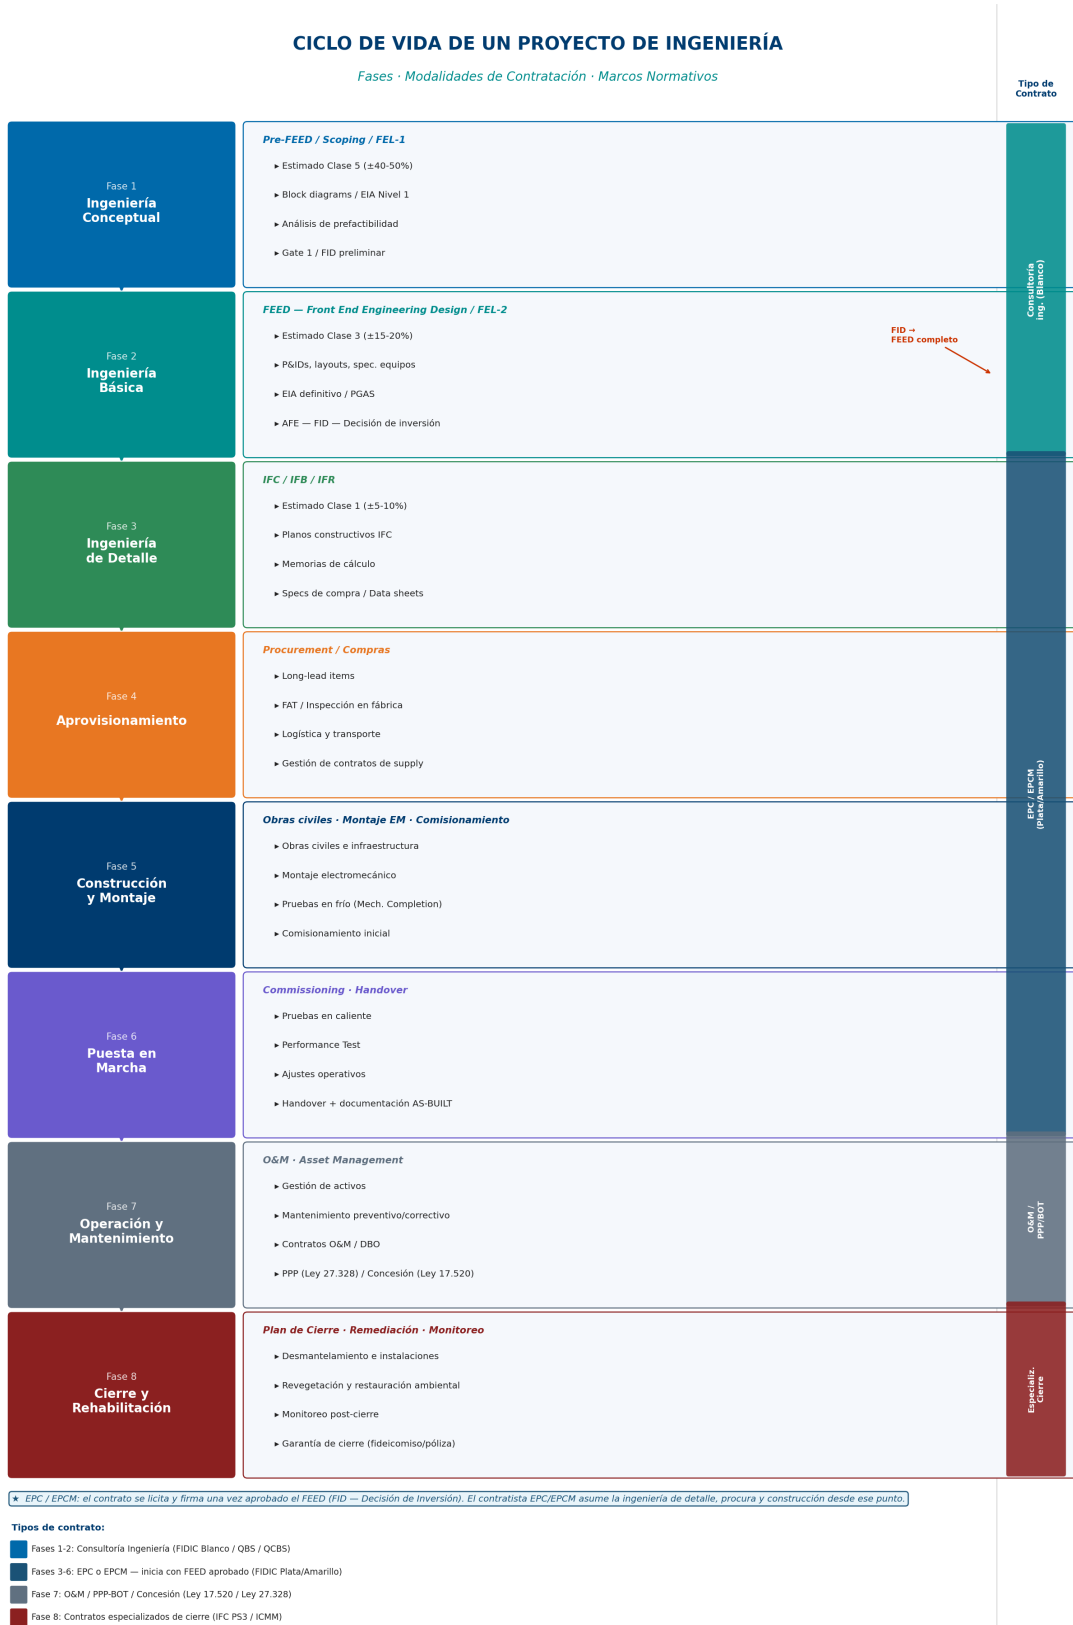 CICLO DE VIDA DE UN PROYECTO DE INGENIERÍA
Fases · Modalidades de Contratación · Marcos Normativos
Tipo de
Contrato
Fase 1
Ingeniería
Conceptual
Pre-FEED / Scoping / FEL-1
▸ Estimado Clase 5 (±40-50%)
▸ Block diagrams / EIA Nivel 1
▸ Análisis de prefactibilidad
▸ Gate 1 / FID preliminar
Consultoría
ing. (Blanco)
Fase 2
Ingeniería
Básica
FEED — Front End Engineering Design / FEL-2
▸ Estimado Clase 3 (±15-20%)
▸ P&IDs, layouts, spec. equipos
▸ EIA definitivo / PGAS
▸ AFE — FID — Decisión de inversión
FID →
FEED completo
Fase 3
Ingeniería
de Detalle
IFC / IFB / IFR
▸ Estimado Clase 1 (±5-10%)
▸ Planos constructivos IFC
▸ Memorias de cálculo
▸ Specs de compra / Data sheets
Fase 4
Aprovisionamiento
Procurement / Compras
▸ Long-lead items
▸ FAT / Inspección en fábrica
▸ Logística y transporte
▸ Gestión de contratos de supply
EPC / EPCM
(Plata/Amarillo)
Fase 5
Construcción
y Montaje
Obras civiles · Montaje EM · Comisionamiento
▸ Obras civiles e infraestructura
▸ Montaje electromecánico
▸ Pruebas en frío (Mech. Completion)
▸ Comisionamiento inicial
Fase 6
Puesta en
Marcha
Commissioning · Handover
▸ Pruebas en caliente
▸ Performance Test
▸ Ajustes operativos
▸ Handover + documentación AS-BUILT
Fase 7
Operación y
Mantenimiento
O&M · Asset Management
▸ Gestión de activos
▸ Mantenimiento preventivo/correctivo
▸ Contratos O&M / DBO
▸ PPP (Ley 27.328) / Concesión (Ley 17.520)
O&M /
PPP/BOT
Fase 8
Cierre y
Rehabilitación
Plan de Cierre · Remediación · Monitoreo
▸ Desmantelamiento e instalaciones
▸ Revegetación y restauración ambiental
▸ Monitoreo post-cierre
▸ Garantía de cierre (fideicomiso/póliza)
Especializ.
Cierre
★ EPC / EPCM: el contrato se licita y firma una vez aprobado el FEED (FID — Decisión de Inversión). El contratista EPC/EPCM asume la ingeniería de detalle, procura y construcción desde ese punto.
Tipos de contrato:
Fases 1-2: Consultoría Ingeniería (FIDIC Blanco / QBS / QCBS)
Fases 3-6: EPC o EPCM — inicia con FEED aprobado (FIDIC Plata/Amarillo)
Fase 7: O&M / PPP-BOT / Concesión (Ley 17.520 / Ley 27.328)
Fase 8: Contratos especializados de cierre (IFC PS3 / ICMM)